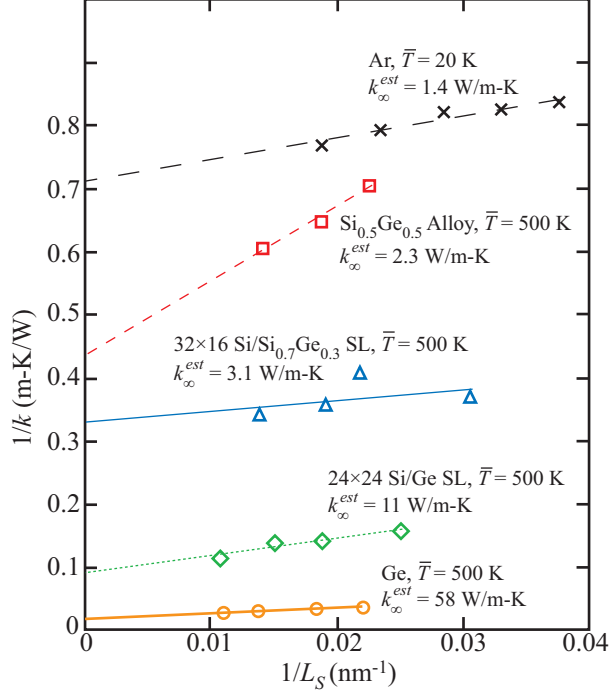 Ar, T̅ = 20 K
k∞^est = 1.4 W/m-K
0.8
0.7
Si0.5Ge0.5 Alloy, T̅ = 500 K
k∞^est = 2.3 W/m-K
0.6
0.5
32×16 Si/Si0.7Ge0.3 SL, T̅ = 500 K
k∞^est = 3.1 W/m-K
0.4
0.3
0.2
24×24 Si/Ge SL, T̅ = 500 K
k∞^est = 11 W/m-K
0.1
Ge, T̅ = 500 K
k∞^est = 58 W/m-K
0
1/k (m-K/W)
0 0.01 0.02 0.03 0.04
1/LS (nm-1)